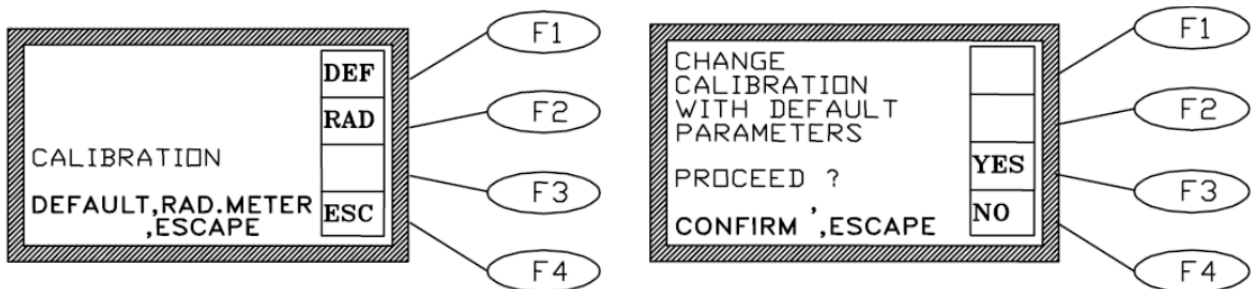 DEF
RAD
CALIBRATION
DEFAULT,RAD.METER
,ESCAPE
ESC
F1
F2
F3
F4
CHANGE
CALIBRATION
WITH DEFAULT
PARAMETERS
PROCEED ?
CONFIRM ',ESCAPE
YES
NO
F1
F2
F3
F4